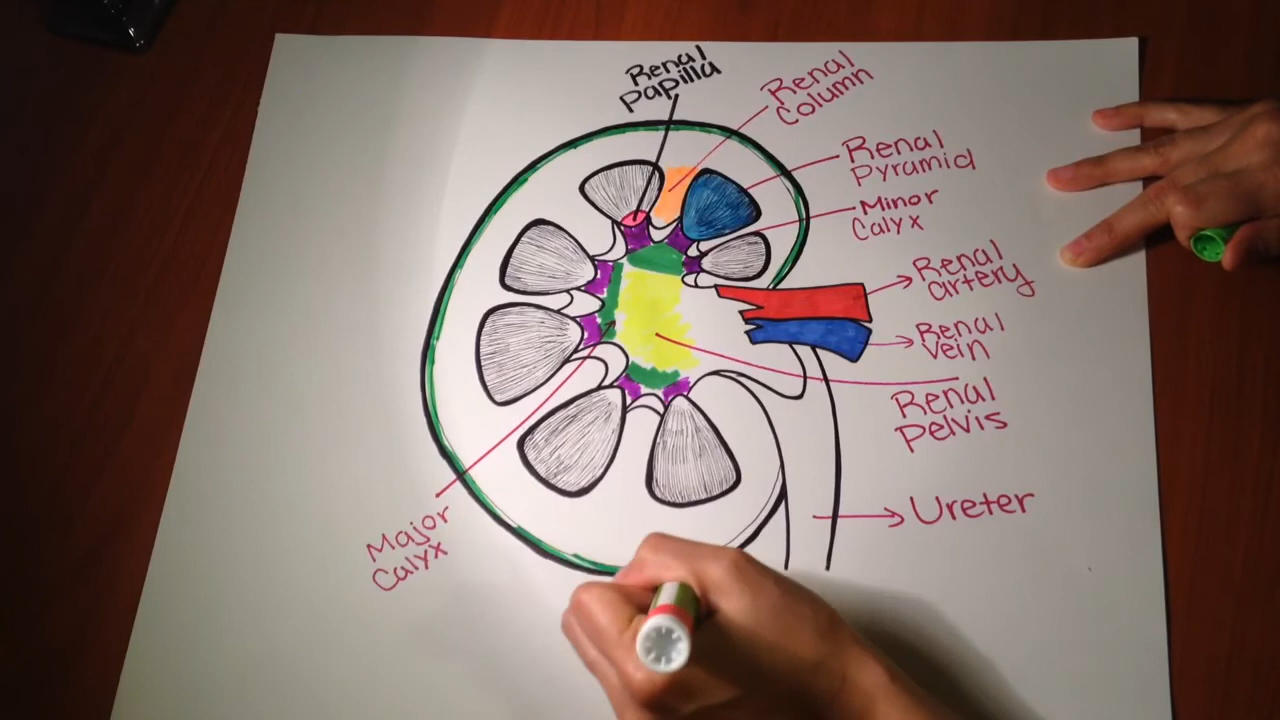 Renal
Papilla
Renal
Column
Renal
Pyramid
Minor
Calyx
Renal
artery
Renal
vein
Renal
Pelvis
Ureter
Major
Calyx